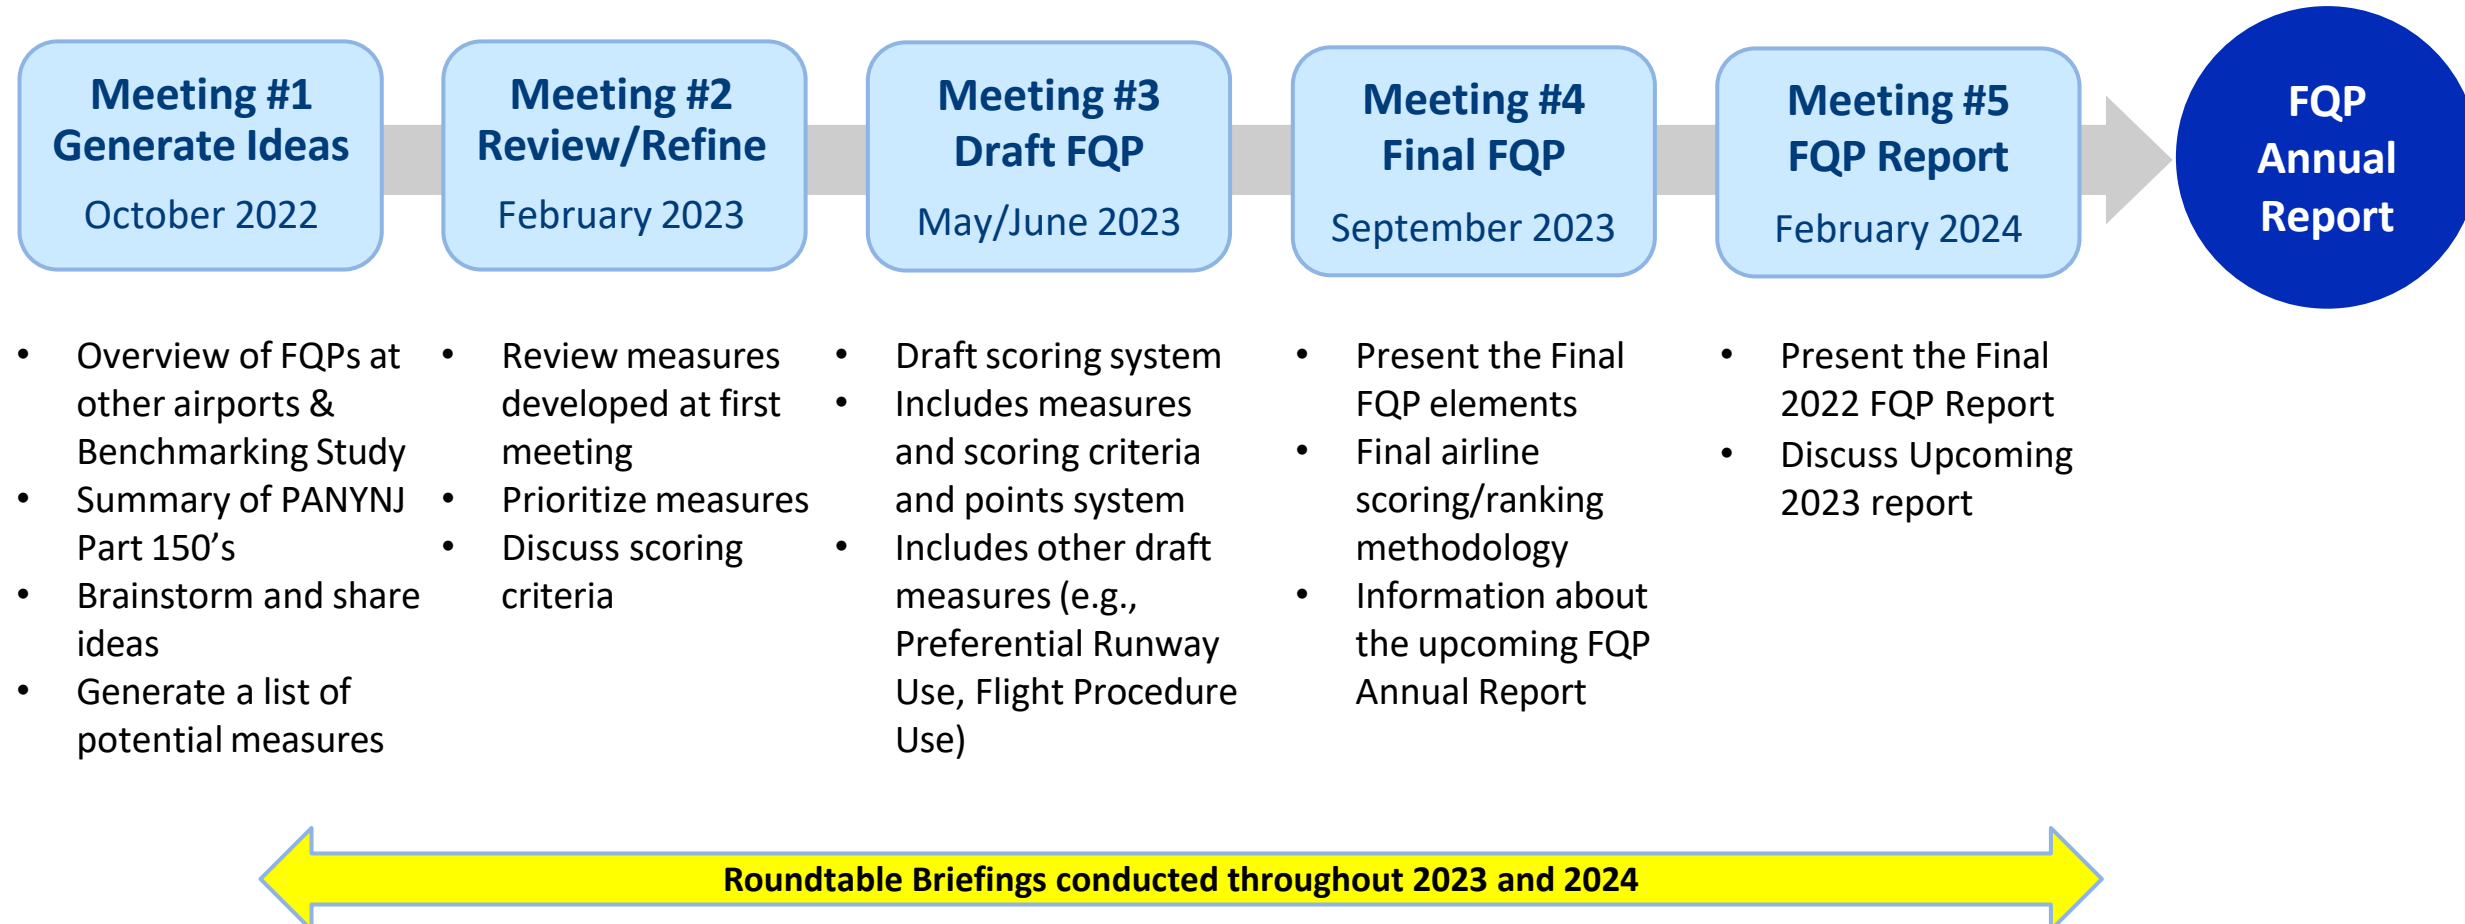 Meeting #1
Generate Ideas
October 2022
Meeting #2
Review/Refine
February 2023
Meeting #3
Draft FQP
May/June 2023
Meeting #4
Final FQP
September 2023
Meeting #5
FQP Report
February 2024
FQP
Annual
Report
• Overview of FQPs at
other airports &
Benchmarking Study
• Summary of PANYNJ
Part 150’s
• Brainstorm and share
ideas
• Generate a list of
potential measures
• Review measures
developed at first
meeting
• Prioritize measures
• Discuss scoring
criteria
• Draft scoring system
• Includes measures
and scoring criteria
and points system
• Includes other draft
measures (e.g.,
Preferential Runway
Use, Flight Procedure
Use)
• Present the Final
FQP elements
• Final airline
scoring/ranking
methodology
• Information about
the upcoming FQP
Annual Report
• Present the Final
2022 FQP Report
• Discuss Upcoming
2023 report
Roundtable Briefings conducted throughout 2023 and 2024